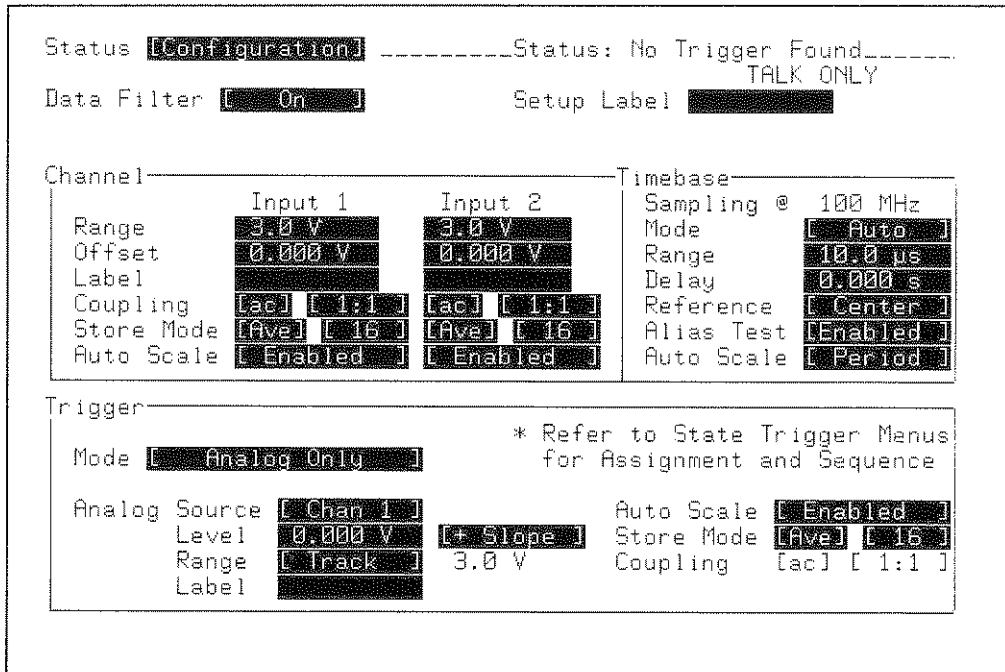 Status [Configuration] _________Status: No Trigger Found______
TALK ONLY
Data Filter [ On ] Setup Label
Channel
Input 1 Input 2
Range 3.0 V 3.0 V
Offset 0.000 V 0.000 V
Label
Coupling [ac] [ 1:1 ] [ac] [ 1:1 ]
Store Mode [Ave] [ 16 ] [Ave] [ 16 ]
Auto Scale [ Enabled ] [ Enabled ]
Timebase
Sampling @ 100 MHz
Mode [ Auto ]
Range 10.0 µs
Delay 0.000 s
Reference [ Center ]
Alias Test [Enabled ]
Auto Scale [ Period ]
Trigger
* Refer to State Trigger Menus
for Assignment and Sequence
Mode [ Analog Only ]
Analog Source [ Chan 1 ]
Level 0.000 V [+ Slope ]
Range [ Track ] 3.0 V
Label
Auto Scale [ Enabled ]
Store Mode [Ave] [ 16 ]
Coupling [ac] [ 1:1 ]